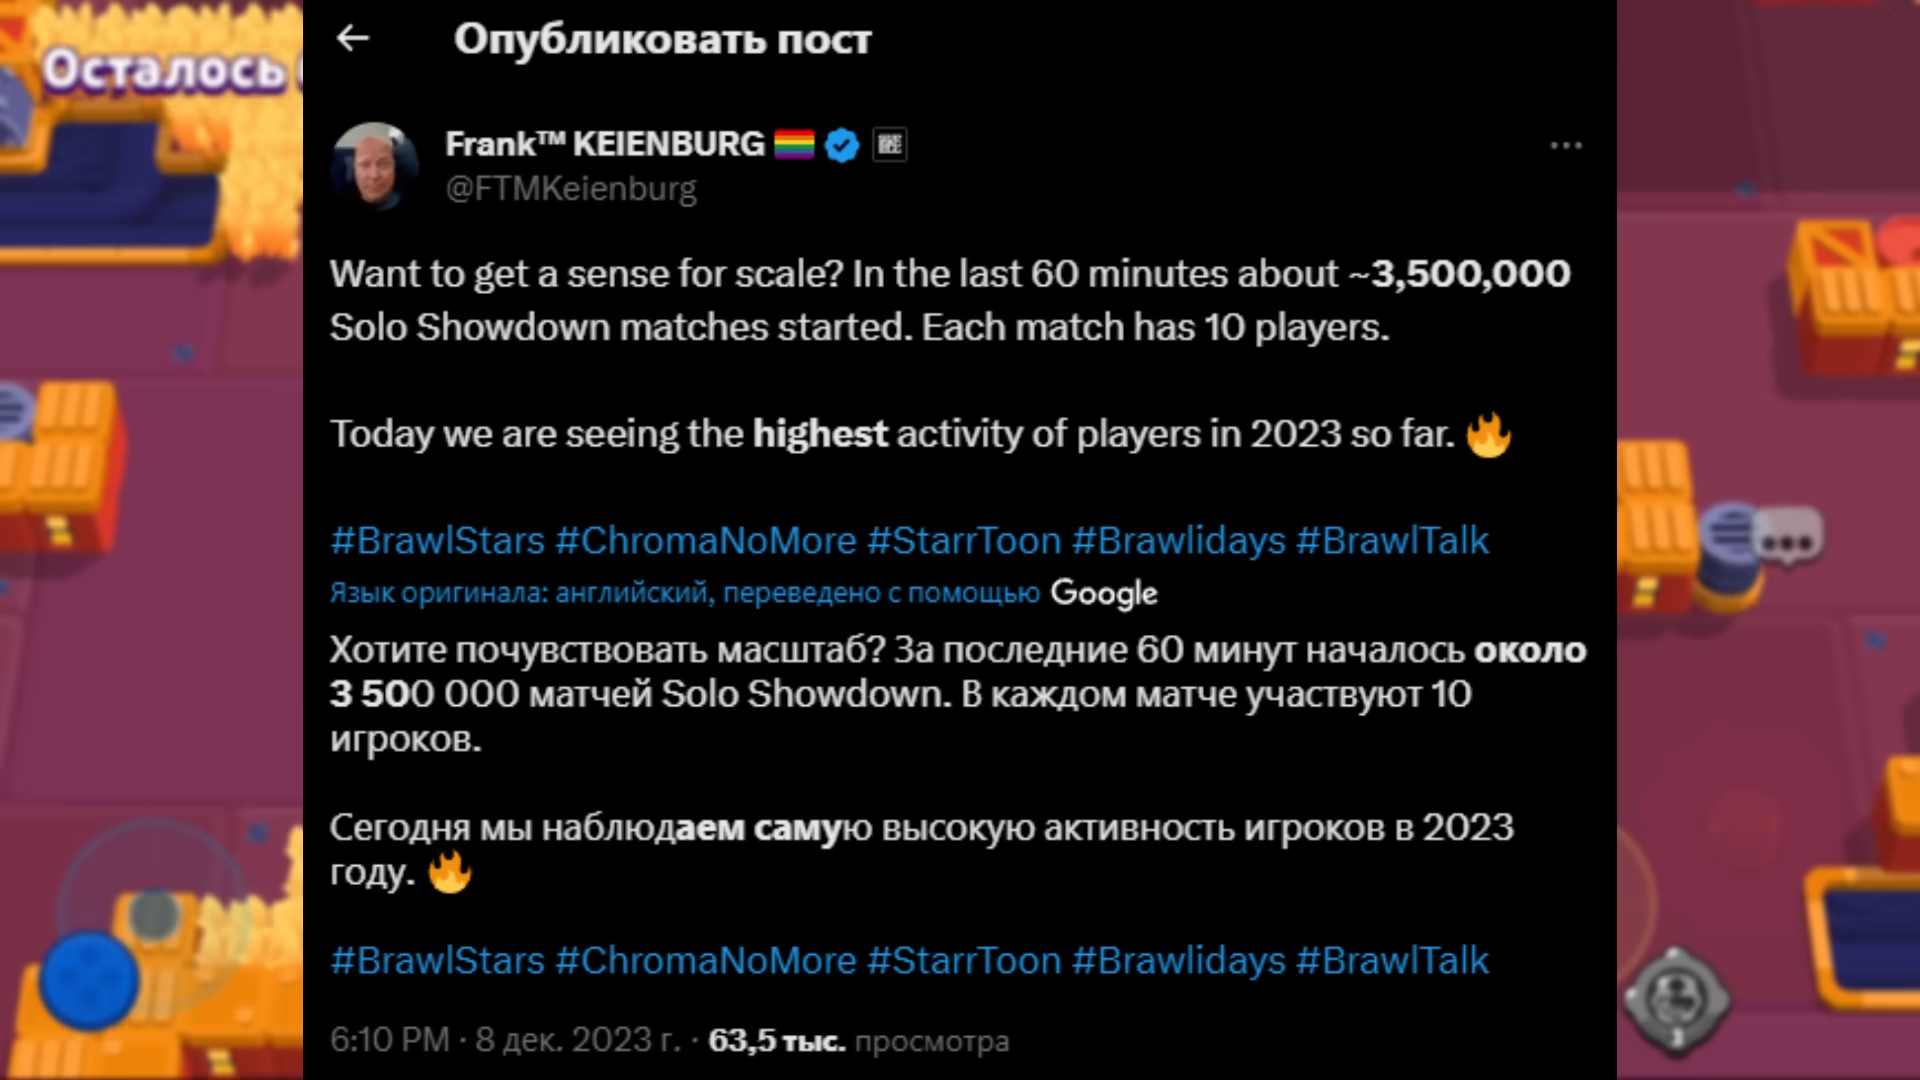 Осталось
Опубликовать пост
Frank™ KEIENBURG 🏳️‍🌈
@FTMKeienburg
Want to get a sense for scale? In the last 60 minutes about ~3,500,000
Solo Showdown matches started. Each match has 10 players.
Today we are seeing the highest activity of players in 2023 so far. 🔥
#BrawlStars #ChromaNoMore #StarrToon #Brawlidays #BrawlTalk
Язык оригинала: английский, переведено с помощью Google
Хотите почувствовать масштаб? За последние 60 минут началось около
3 500 000 матчей Solo Showdown. В каждом матче участвуют 10
игроков.
Сегодня мы наблюдаем самую высокую активность игроков в 2023
году. 🔥
#BrawlStars #ChromaNoMore #StarrToon #Brawlidays #BrawlTalk
6:10 PM · 8 дек. 2023 г. · 63,5 тыс. просмотра
3